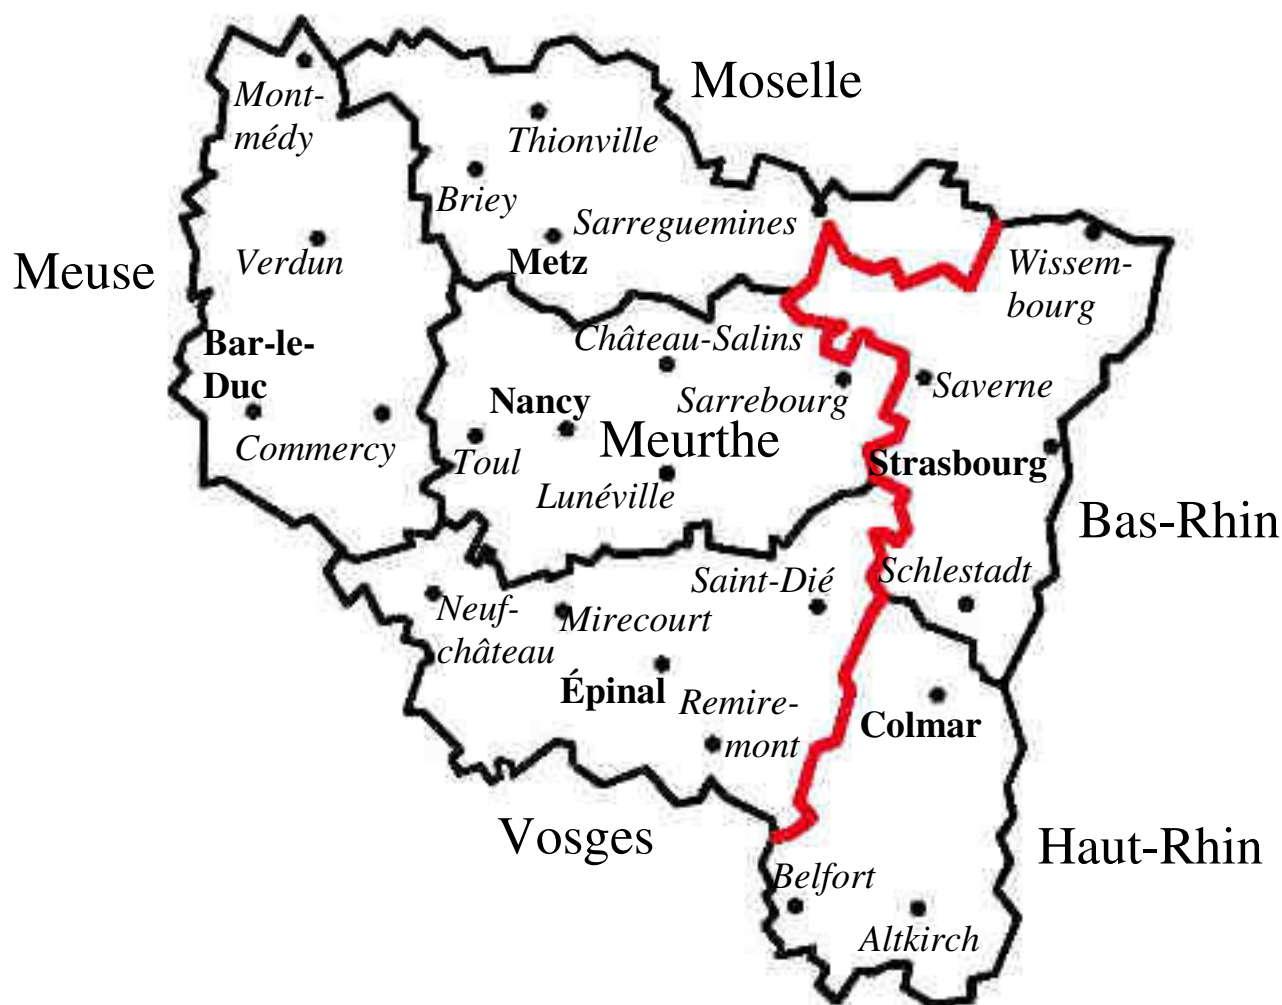 Moselle
Mont-
médy
Thionville
Briey
Sarreguemines
Meuse
Verdun
Metz
Wissem-
bourg
Bar-le-
Duc
Château-Salins
Nancy
Sarrebourg
Saverne
Commercy
Toul
Meurthe
Strasbourg
Lunéville
Bas-Rhin
Saint-Dié
Schlestadt
Neuf-
château
Mirecourt
Épinal
Remire-
mont
Colmar
Vosges
Haut-Rhin
Belfort
Altkirch